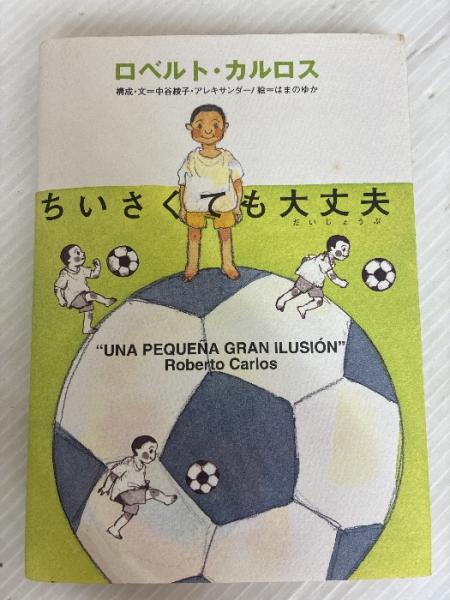 ロベルト・カルロス
構成・文=中谷綾子・アレキサンダー/絵=はまのゆか
ちいさくても大丈夫
だいじょうぶ
"UNA PEQUEÑA GRAN ILUSIÓN"
Roberto Carlos